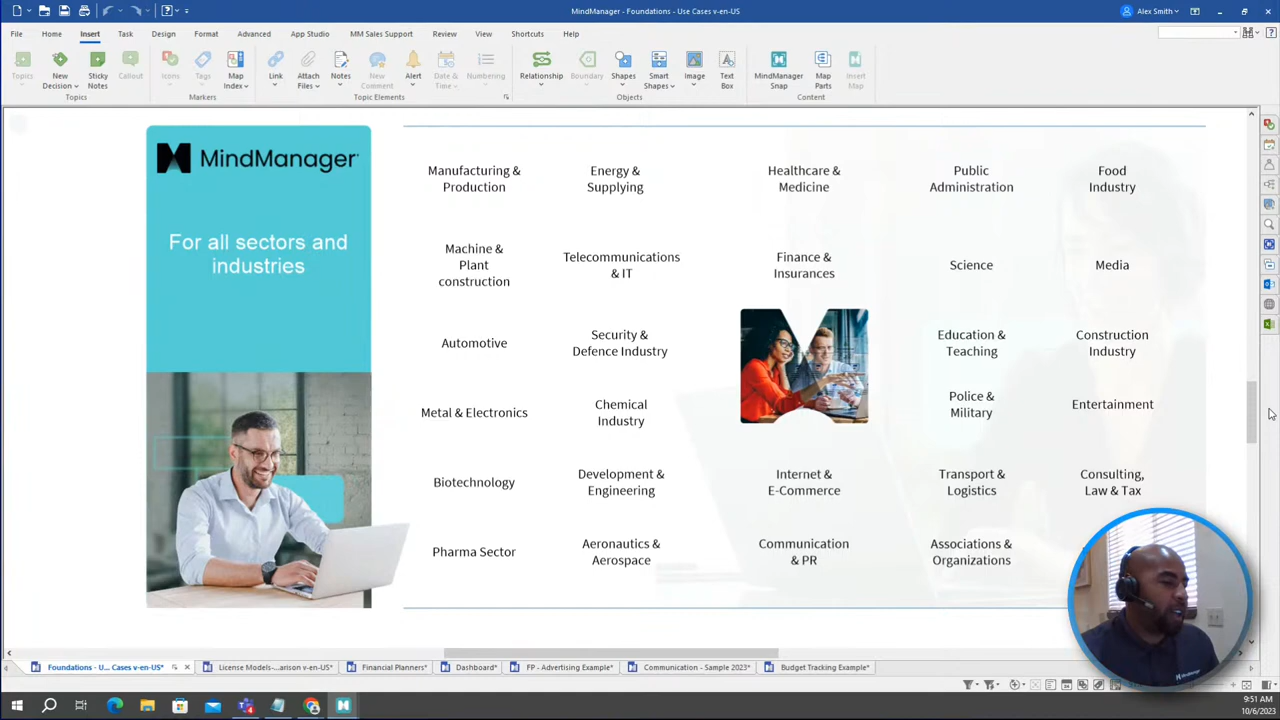 MindManager - Foundations - Use Cases v-en-US
Alex Smith
File Home Insert Task Design Format Advanced App Studio MM Sales Support Review View Shortcuts Help
Topics
New
Decision
Sticky
Notes
Callout
Icons
Tags
Map
Index
Link
Attach
Files
Notes
New
Comment
Alert
Date &
Time
Numbering
Relationship
Boundary
Shapes
Smart
Shapes
Image
Text
Box
MindManager
Snap
Map
Parts
Insert
Map
Topics
Markers
Topic Elements
Objects
Content
MindManager
For all sectors and
industries
Manufacturing &
Production
Energy &
Supplying
Healthcare &
Medicine
Public
Administration
Food
Industry
Machine &
Plant
construction
Telecommunications
& IT
Finance &
Insurances
Science
Media
Automotive
Security &
Defence Industry
Education &
Teaching
Construction
Industry
Metal & Electronics
Chemical
Industry
Police &
Military
Entertainment
Biotechnology
Development &
Engineering
Internet &
E-Commerce
Transport &
Logistics
Consulting,
Law & Tax
Pharma Sector
Aeronautics &
Aerospace
Communication
& PR
Associations &
Organizations
Foundations - U... Cases v-en-US*
License Models-...arison v-en-US*
Financial Planners*
Dashboard*
FP - Advertising Example*
Communication - Sample 2023*
Budget Tracking Example*
9:51 AM
10/6/2023